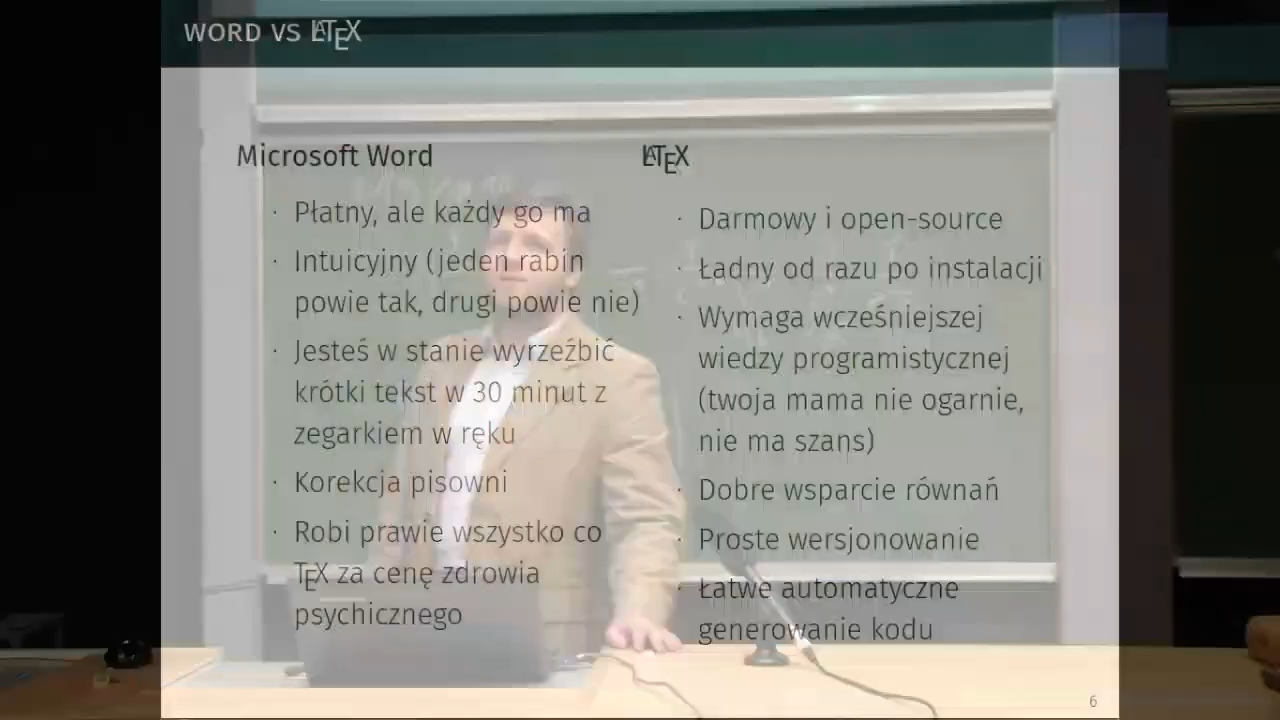 WORD VS LATEX
Microsoft Word
· Płatny, ale każdy go ma
· Intuicyjny (jeden rabin
powie tak, drugi powie nie)
· Jesteś w stanie wyrzeźbić
krótki tekst w 30 minut z
zegarkiem w ręku
· Korekcja pisowni
· Robi prawie wszystko co
TEX za cenę zdrowia
psychicznego
LATEX
· Darmowy i open-source
· Ładny od razu po instalacji
· Wymaga wcześniejszej
wiedzy programistycznej
(twoja mama nie ogarnie,
nie ma szans)
· Dobre wsparcie równań
· Proste wersjonowanie
· Łatwe automatyczne
generowanie kodu
6